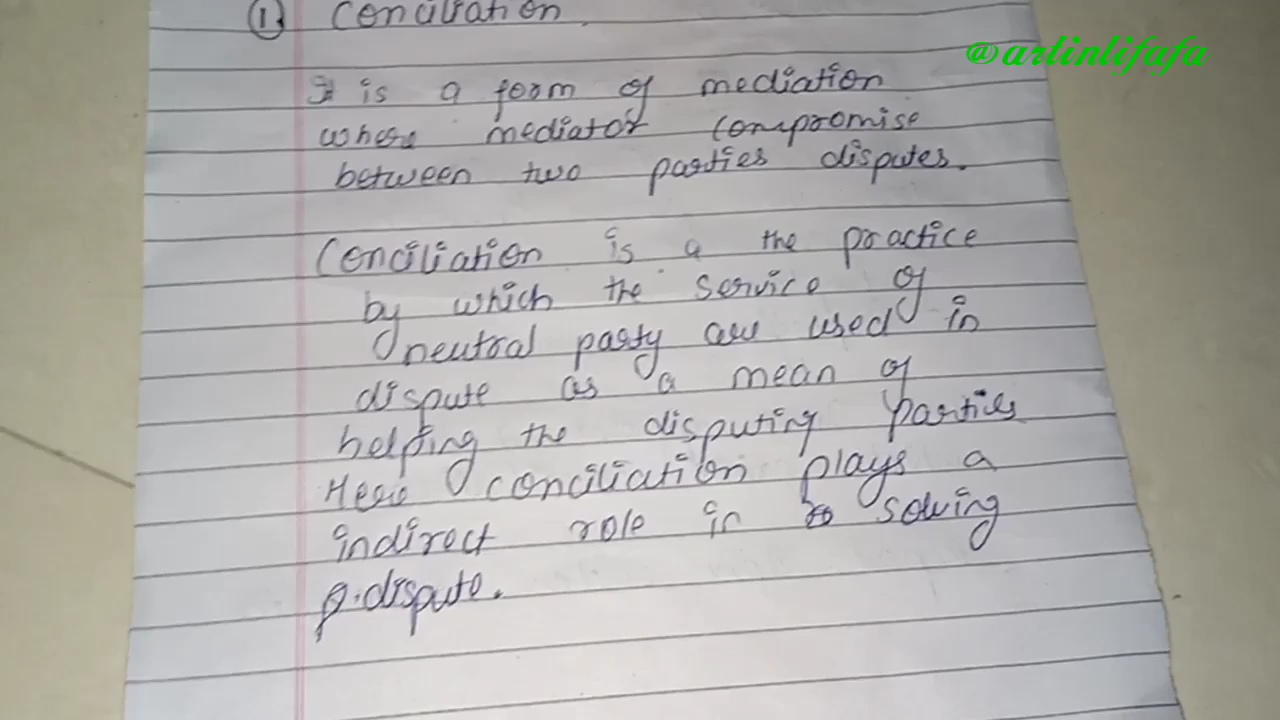 ① Conciliation
@artinlifafa
It is a form of mediation
where mediator compromise
between two parties disputes.
Conciliation is a the practice
by which the service of
neutral party are used in
dispute as a mean of
helping the disputing parties
Here conciliation plays a
indirect role in solving
dispute.